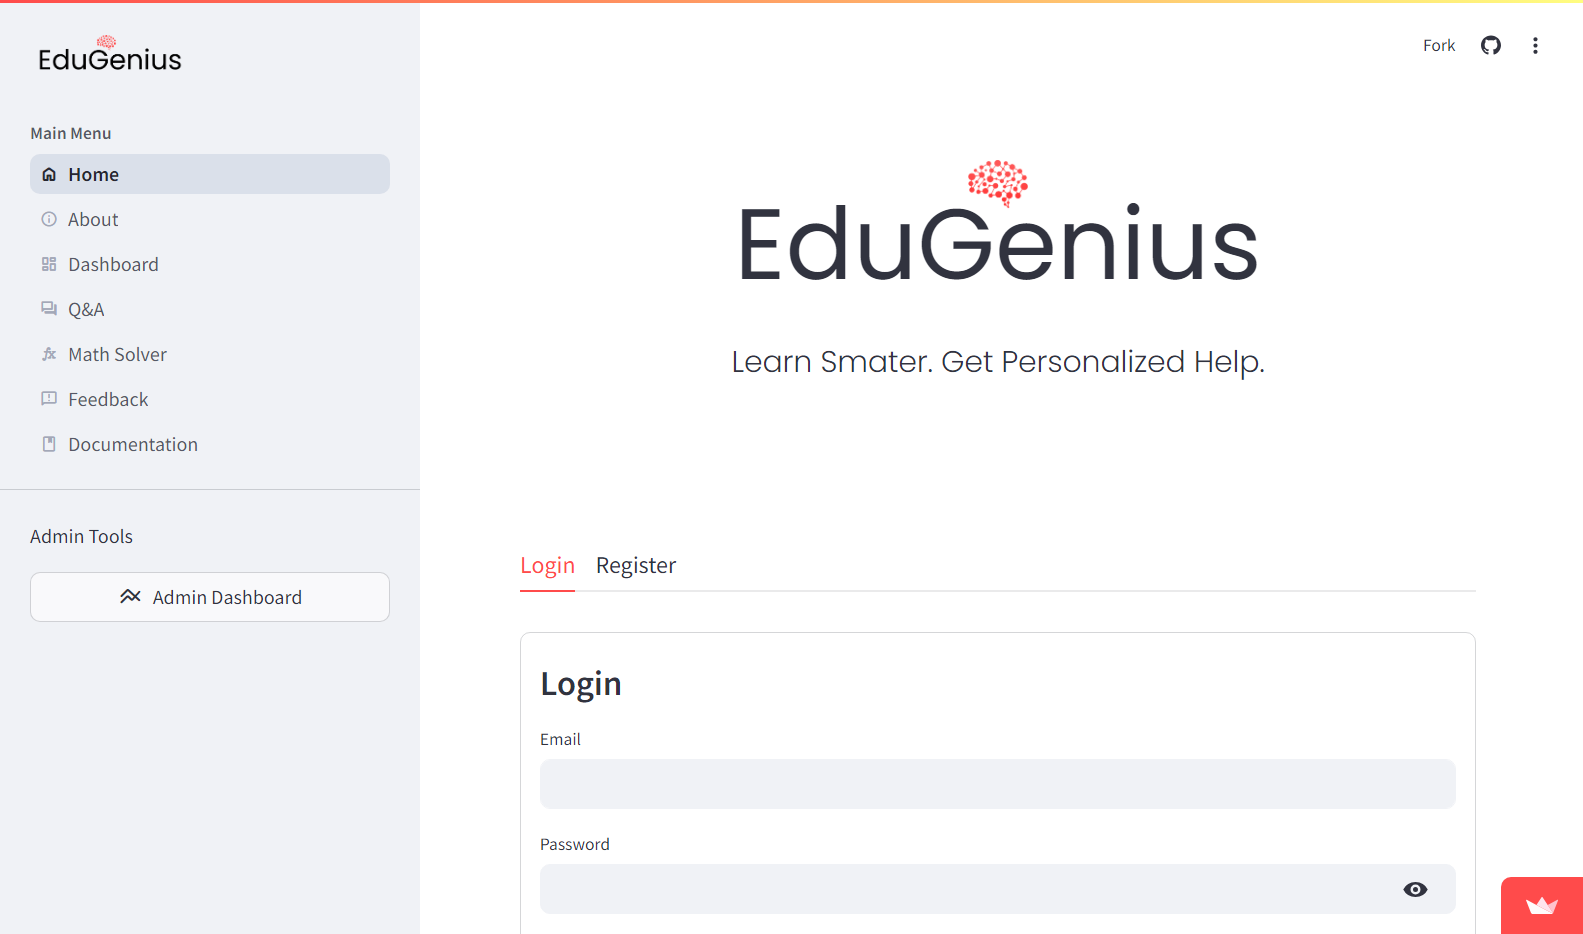 EduGenius
Main Menu
Home
About
Dashboard
Q&A
Math Solver
Feedback
Documentation
Admin Tools
Admin Dashboard
Fork
EduGenius
Learn Smater. Get Personalized Help.
Login Register
Login
Email
Password